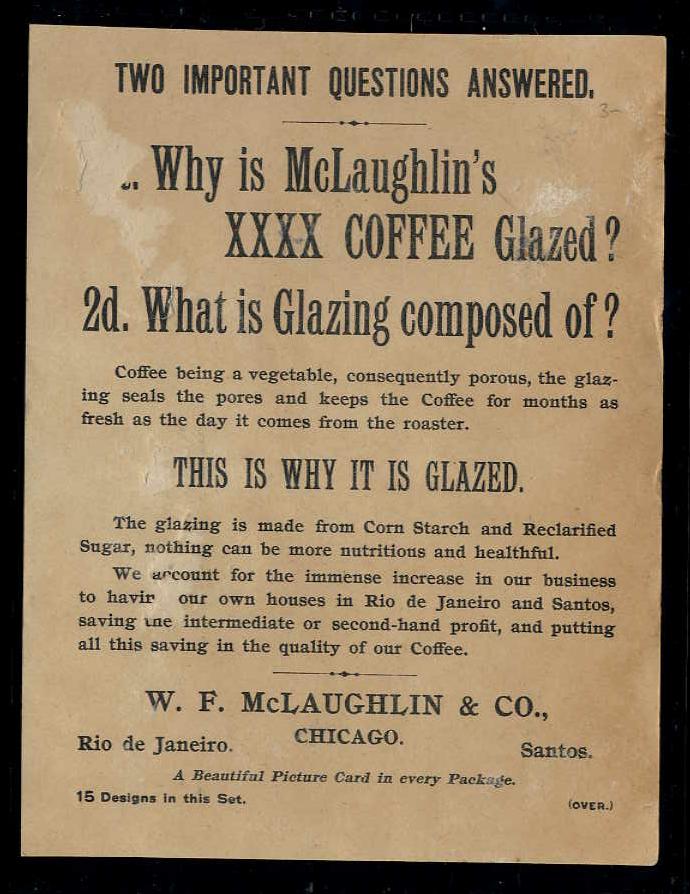 TWO IMPORTANT QUESTIONS ANSWERED.
3-
Why is McLaughlin's
XXXX COFFEE Glazed?
2d. What is Glazing composed of?
Coffee being a vegetable, consequently porous, the glaz-
ing seals the pores and keeps the Coffee for months as
fresh as the day it comes from the roaster.
THIS IS WHY IT IS GLAZED.
The glazing is made from Corn Starch and Reclarified
Sugar, nothing can be more nutritious and healthful.
We account for the immense increase in our business
to having our own houses in Rio de Janeiro and Santos,
saving the intermediate or second-hand profit, and putting
all this saving in the quality of our Coffee.
W. F. McLAUGHLIN & CO.,
CHICAGO.
Rio de Janeiro. Santos.
A Beautiful Picture Card in every Package.
15 Designs in this Set. (OVER.)